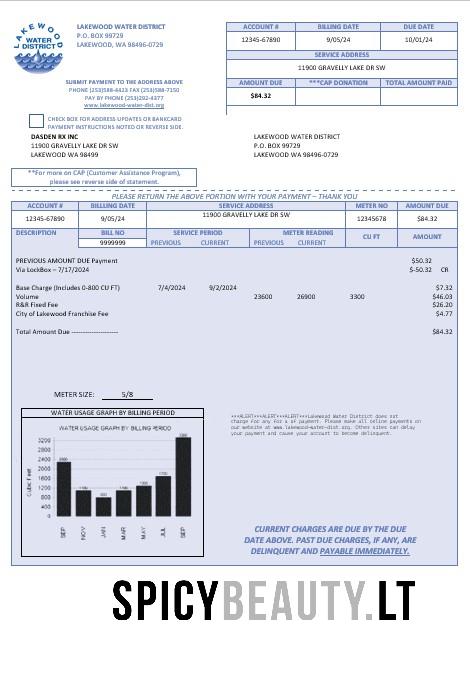 LAKEWOOD
WATER
DISTRICT
LAKEWOOD WATER DISTRICT
P.O. BOX 99729
LAKEWOOD, WA 98496-0729
SUBMIT PAYMENT TO THE ADDRESS ABOVE
PHONE (253)588-4423 FAX (253)588-7150
PAY BY PHONE (253)292-4377
www.lakewood-water-dist.org
ACCOUNT # BILLING DATE DUE DATE
12345-67890 9/05/24 10/01/24
SERVICE ADDRESS
11900 GRAVELLY LAKE DR SW
AMOUNT DUE ***CAP DONATION TOTAL AMOUNT PAID
$84.32
CHECK BOX FOR ADDRESS UPDATES OR BANKCARD
PAYMENT INSTRUCTIONS NOTED OR REVERSE SIDE.
DASDEN RX INC
11900 GRAVELLY LAKE DR SW
LAKEWOOD WA 98499
LAKEWOOD WATER DISTRICT
P.O. BOX 99729
LAKEWOOD, WA 98496-0729
**For more on CAP (Customer Assistance Program),
please see reverse side of statement.
PLEASE RETURN THE ABOVE PORTION WITH YOUR PAYMENT – THANK YOU
ACCOUNT # BILLLING DATE SERVICE ADDRESS METER NO AMOUNT DUE
12345-67890 9/05/24 11900 GRAVELLY LAKE DR SW 12345678 $84.32
DESCRIPTION BILL NO SERVICE PERIOD METER READING CU FT AMOUNT
9999999 PREVIOUS CURRENT PREVIOUS CURRENT
PREVIOUS AMOUNT DUE Payment $50.32
Via LockBox – 7/17/2024 $-50.32 CR
Base Charge (Includes 0-800 CU FT) 7/4/2024 9/2/2024 $7.32
Volume 23600 26900 3300 $46.03
R&R Fixed Fee $26.20
City of Lakewood Franchise Fee $4.77
Total Amount Due -------------------- $84.32
METER SIZE: 5/8
WATER USAGE GRAPH BY BILLING PERIOD
WATER USAGE GRAPH BY BILLING PERIOD
Cubic Feet
3200
2800
2400
2000
1600
1200
800
400
0
SEP NOV JAN MAR MAY JUL SEP
***ALERT***ALERT***ALERT***Lakewood Water District does not
charge for any for a of payment. Please make all online payments on
our website at www.lakewood-water-dist.org. Other sites can delay
your payment and cause your account to become delinquent.
CURRENT CHARGES ARE DUE BY THE DUE
DATE ABOVE. PAST DUE CHARGES, IF ANY, ARE
DELINQUENT AND PAYABLE IMMEDIATELY.
SPICYBEAUTY.LT